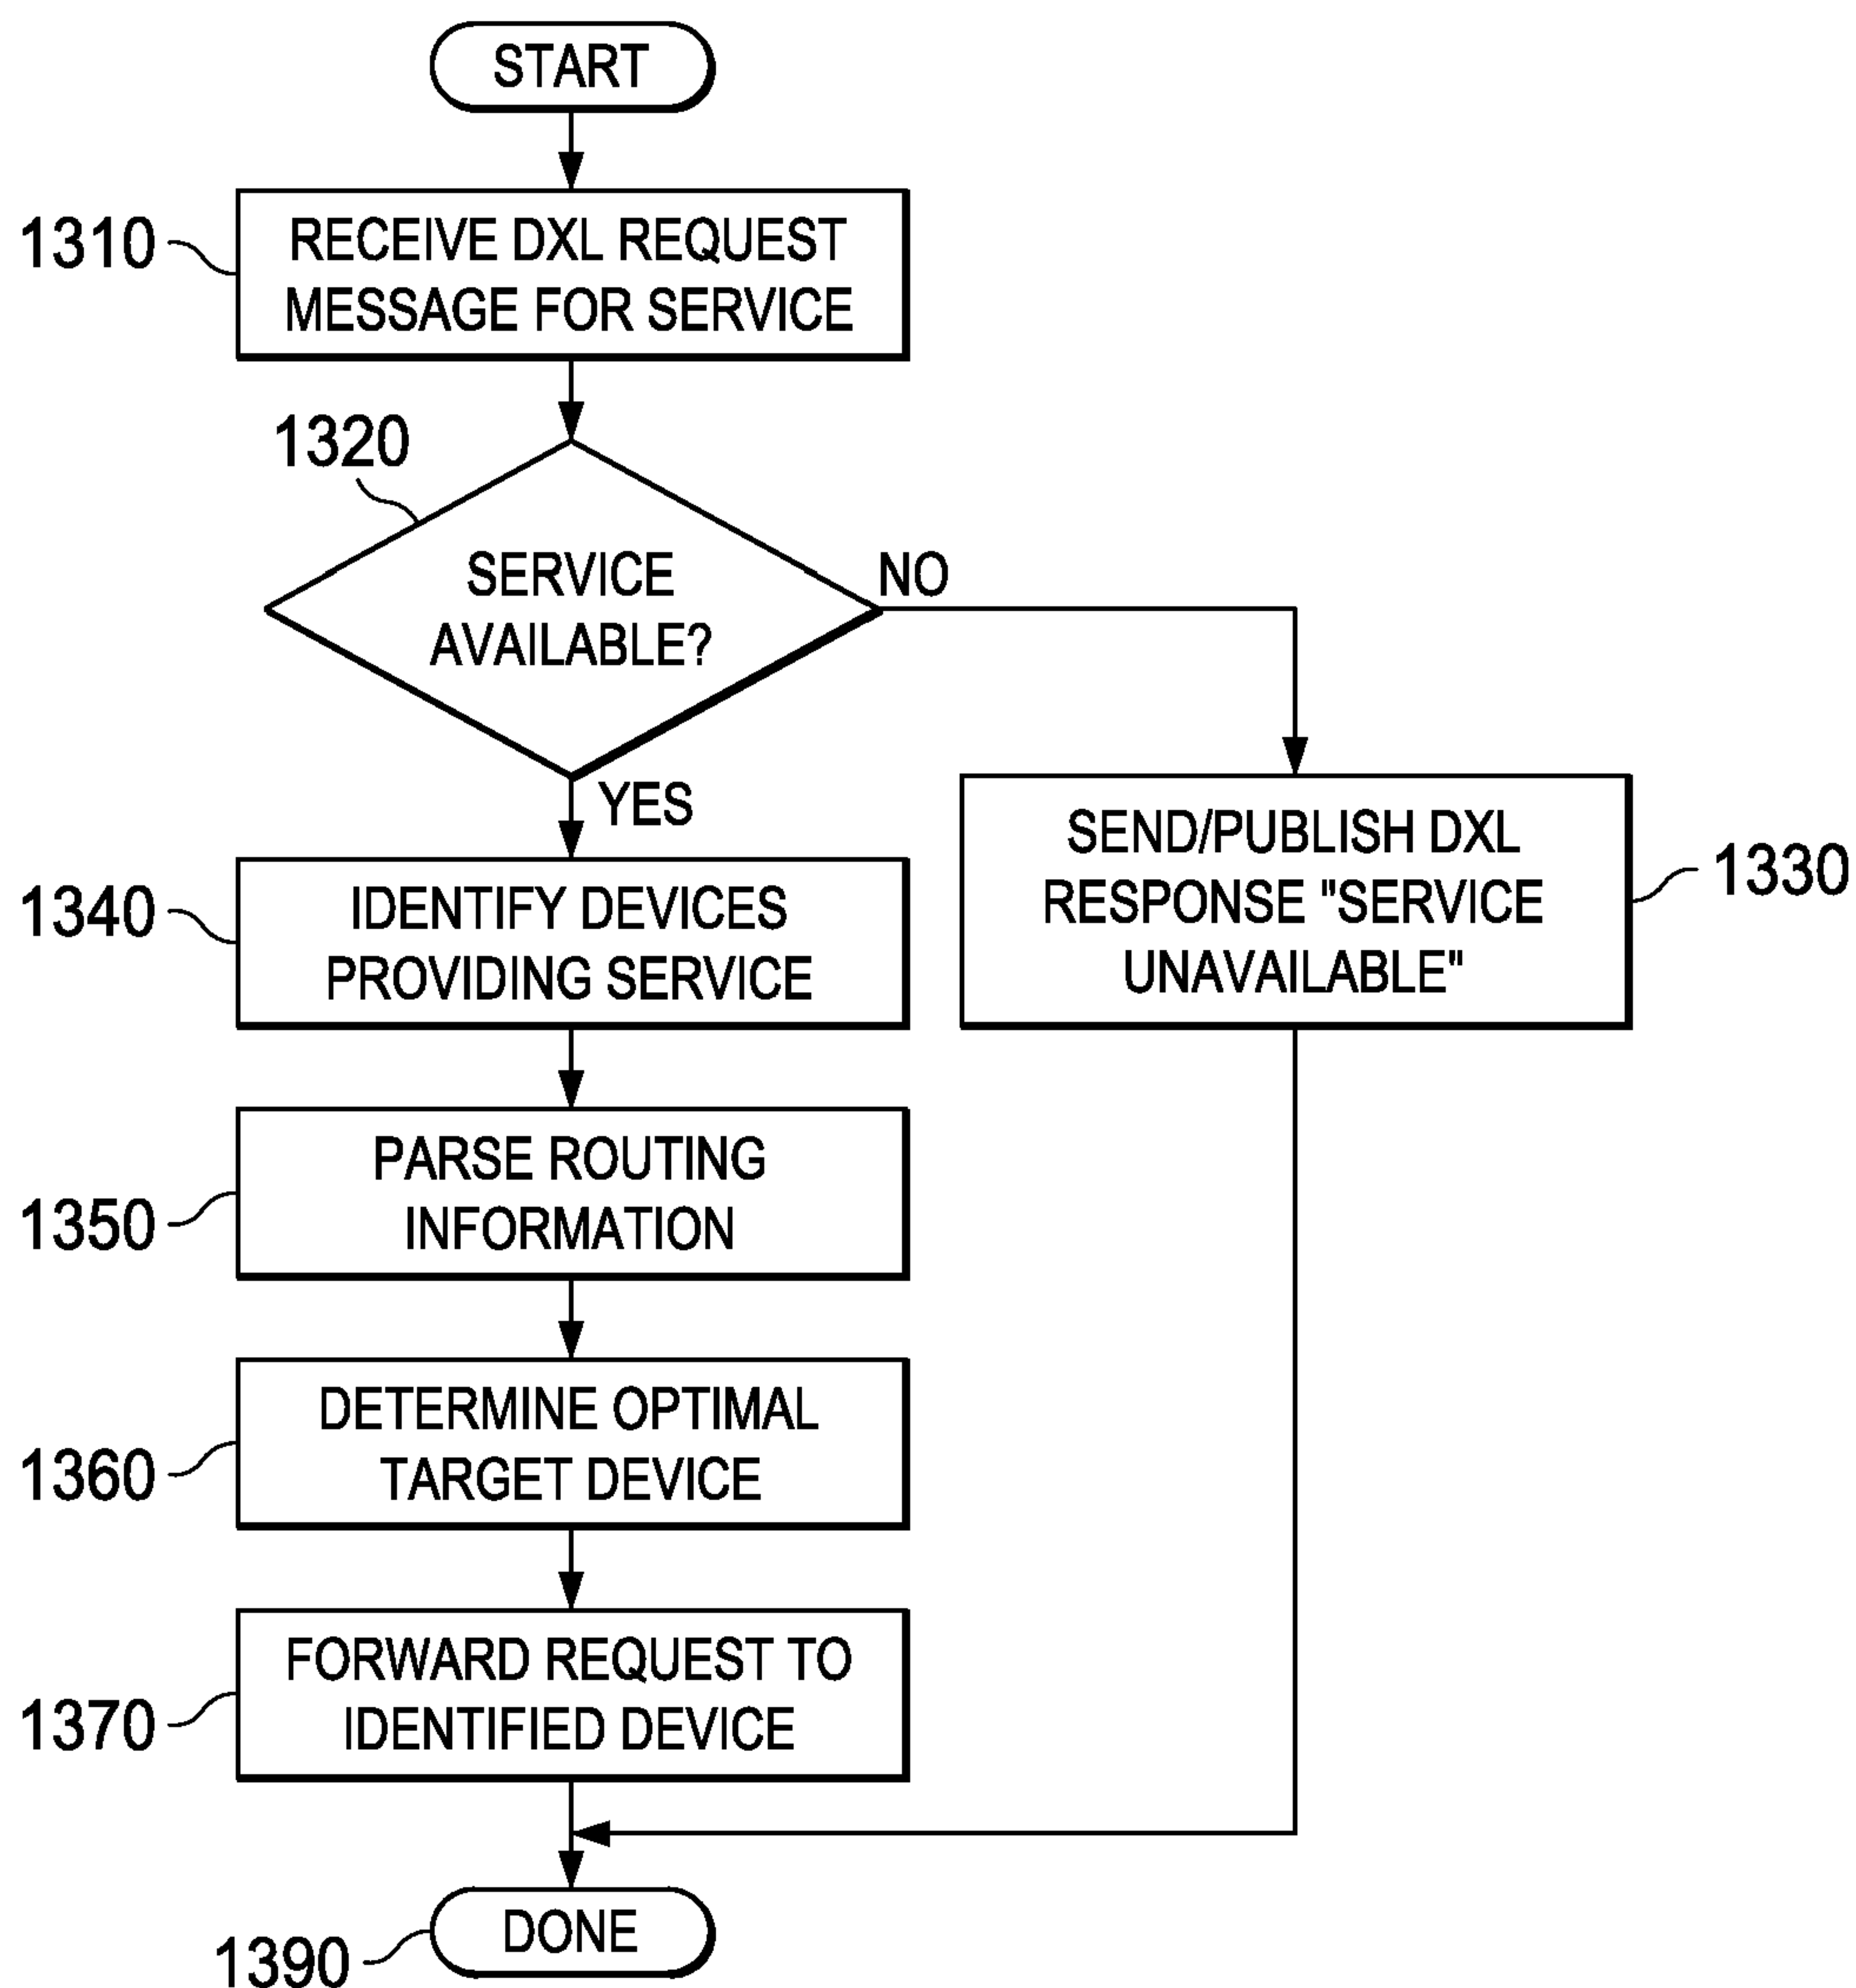 START
1310
RECEIVE DXL REQUEST
MESSAGE FOR SERVICE
1320
SERVICE
AVAILABLE?
NO
YES
SEND/PUBLISH DXL
RESPONSE "SERVICE
UNAVAILABLE"
1330
1340
IDENTIFY DEVICES
PROVIDING SERVICE
1350
PARSE ROUTING
INFORMATION
1360
DETERMINE OPTIMAL
TARGET DEVICE
1370
FORWARD REQUEST TO
IDENTIFIED DEVICE
1390
DONE